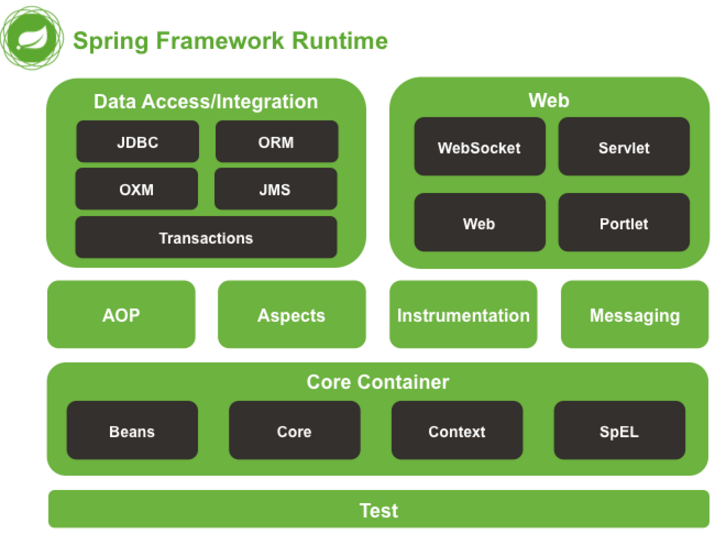 Spring Framework Runtime
Data Access/Integration
JDBC
ORM
OXM
JMS
Transactions
Web
WebSocket
Servlet
Web
Portlet
AOP
Aspects
Instrumentation
Messaging
Core Container
Beans
Core
Context
SpEL
Test